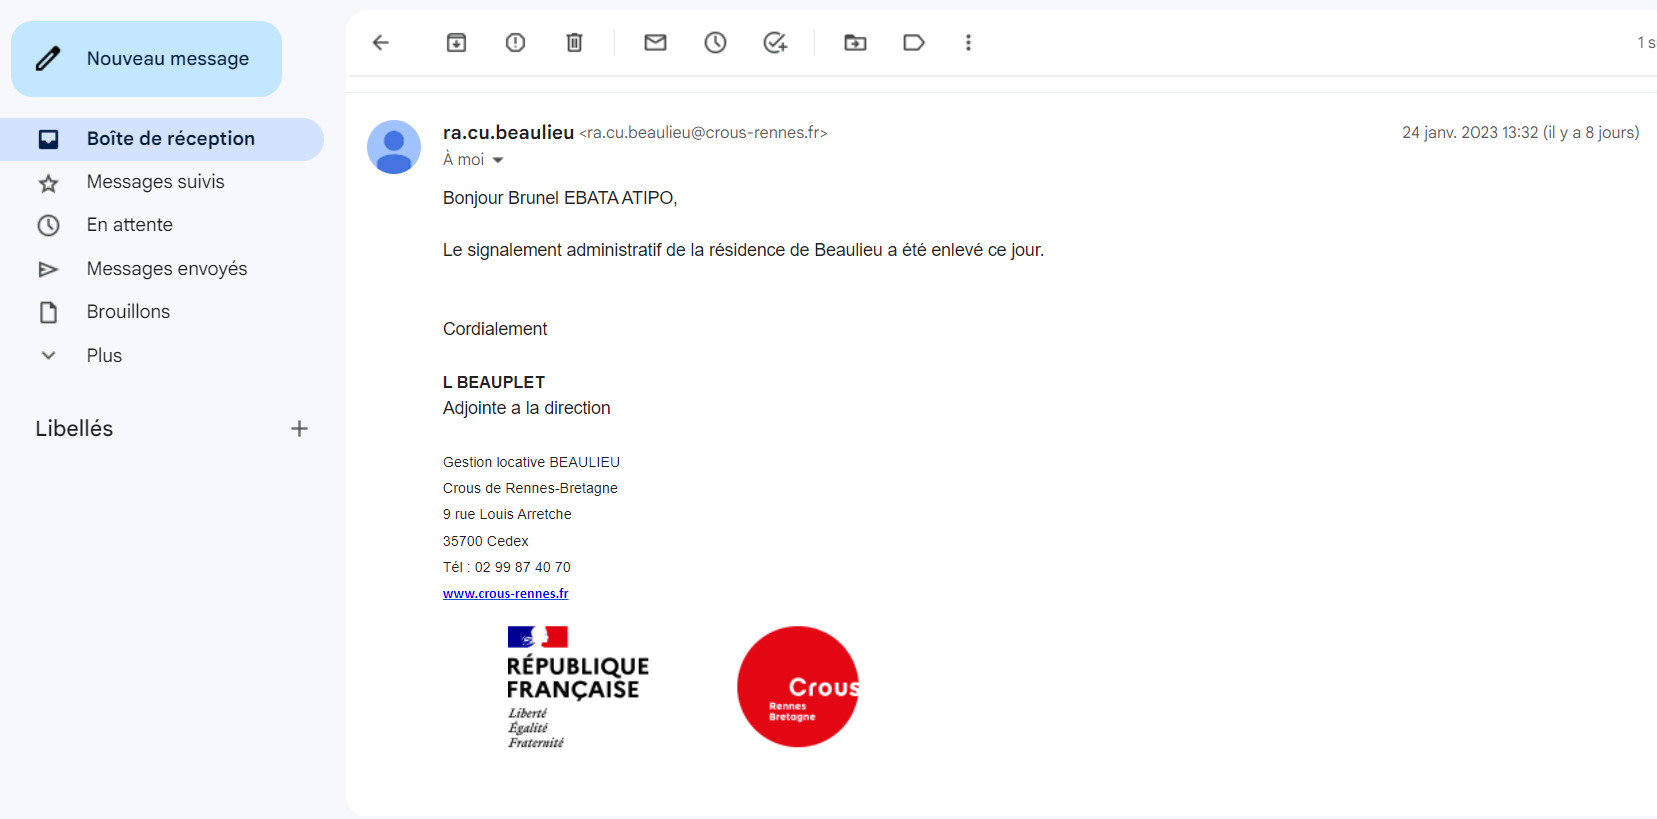 Nouveau message
Boîte de réception
Messages suivis
En attente
Messages envoyés
Brouillons
Plus
Libellés
1 s
ra.cu.beaulieu <ra.cu.beaulieu@crous-rennes.fr>
24 janv. 2023 13:32 (il y a 8 jours)
À moi
Bonjour Brunel EBATA ATIPO,
Le signalement administratif de la résidence de Beaulieu a été enlevé ce jour.
Cordialement
L BEAUPLET
Adjointe a la direction
Gestion locative BEAULIEU
Crous de Rennes-Bretagne
9 rue Louis Arretche
35700 Cedex
Tél : 02 99 87 40 70
www.crous-rennes.fr
RÉPUBLIQUE
FRANÇAISE
Liberté
Égalité
Fraternité
Crous
Rennes
Bretagne